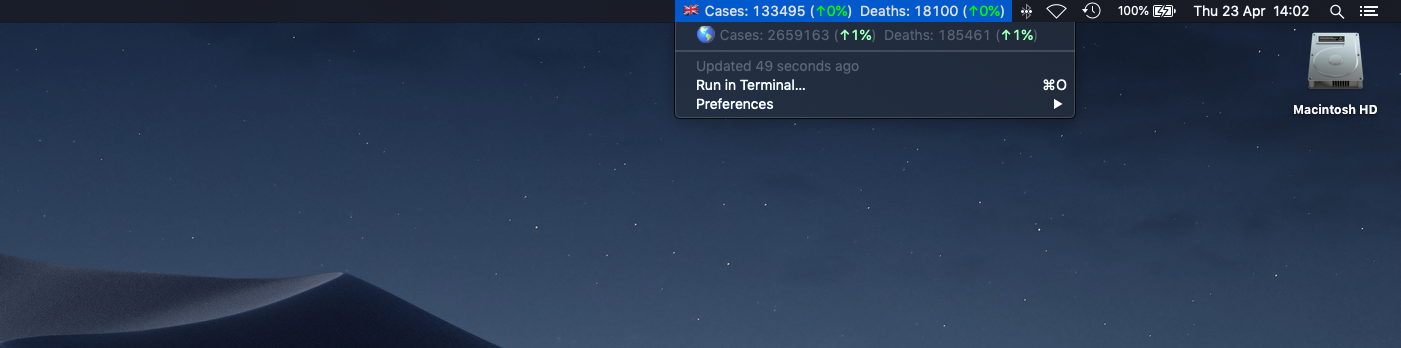 Cases: 133495 (↑0%) Deaths: 18100 (↑0%) 100% Thu 23 Apr 14:02
Cases: 2659163 (↑1%) Deaths: 185461 (↑1%)
Updated 49 seconds ago
Run in Terminal... ⌘O
Preferences
Macintosh HD